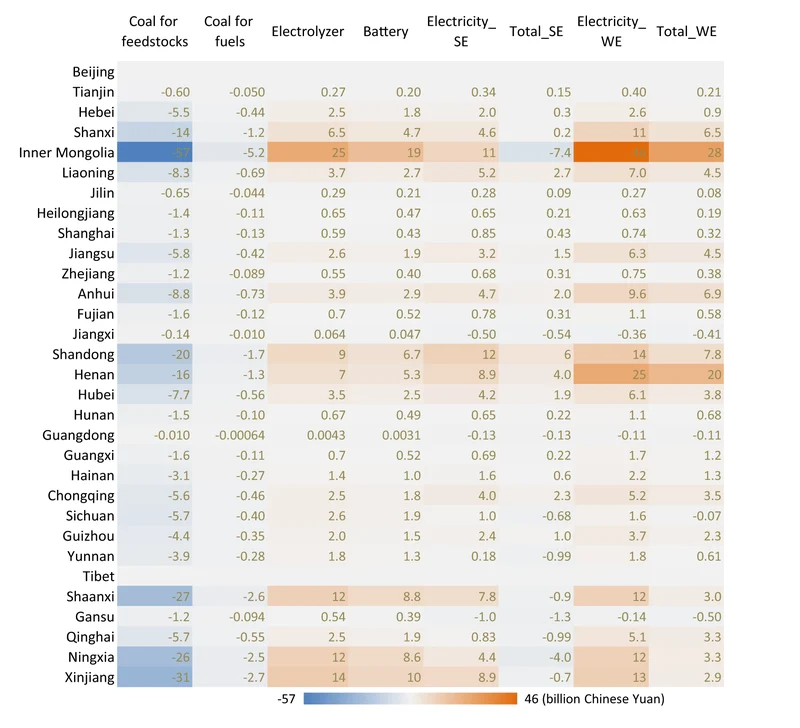 Coal for feedstocks Coal for fuels Electrolyzer Battery Electricity_SE Total_SE Electricity_WE Total_WE
Beijing
Tianjin -0.60 -0.050 0.27 0.20 0.34 0.15 0.40 0.21
Hebei -5.5 -0.44 2.5 1.8 2.0 0.3 2.6 0.9
Shanxi -14 -1.2 6.5 4.7 4.6 0.2 11 6.5
Inner Mongolia -57 -5.2 25 19 11 -7.4 46 28
Liaoning -8.3 -0.69 3.7 2.7 5.2 2.7 7.0 4.5
Jilin -0.65 -0.044 0.29 0.21 0.28 0.09 0.27 0.08
Heilongjiang -1.4 -0.11 0.65 0.47 0.65 0.21 0.63 0.19
Shanghai -1.3 -0.13 0.59 0.43 0.85 0.43 0.74 0.32
Jiangsu -5.8 -0.42 2.6 1.9 3.2 1.5 6.3 4.5
Zhejiang -1.2 -0.089 0.55 0.40 0.68 0.31 0.75 0.38
Anhui -8.8 -0.73 3.9 2.9 4.7 2.0 9.6 6.9
Fujian -1.6 -0.12 0.7 0.52 0.78 0.31 1.1 0.58
Jiangxi -0.14 -0.010 0.064 0.047 -0.50 -0.54 -0.36 -0.41
Shandong -20 -1.7 9 6.7 12 6 14 7.8
Henan -16 -1.3 7 5.3 8.9 4.0 25 20
Hubei -7.7 -0.56 3.5 2.5 4.2 1.9 6.1 3.8
Hunan -1.5 -0.10 0.67 0.49 0.65 0.22 1.1 0.68
Guangdong -0.010 -0.00064 0.0043 0.0031 -0.13 -0.13 -0.11 -0.11
Guangxi -1.6 -0.11 0.7 0.52 0.69 0.22 1.7 1.2
Hainan -3.1 -0.27 1.4 1.0 1.6 0.6 2.2 1.3
Chongqing -5.6 -0.46 2.5 1.8 4.0 2.3 5.2 3.5
Sichuan -5.7 -0.40 2.6 1.9 1.0 -0.68 1.6 -0.07
Guizhou -4.4 -0.35 2.0 1.5 2.4 1.0 3.7 2.3
Yunnan -3.9 -0.28 1.8 1.3 0.18 -0.99 1.8 0.61
Tibet
Shaanxi -27 -2.6 12 8.8 7.8 -0.9 12 3.0
Gansu -1.2 -0.094 0.54 0.39 -1.0 -1.3 -0.14 -0.50
Qinghai -5.7 -0.55 2.5 1.9 0.83 -0.99 5.1 3.3
Ningxia -26 -2.5 12 8.6 4.4 -4.0 12 3.3
Xinjiang -31 -2.7 14 10 8.9 -0.7 13 2.9
-57 46 (billion Chinese Yuan)